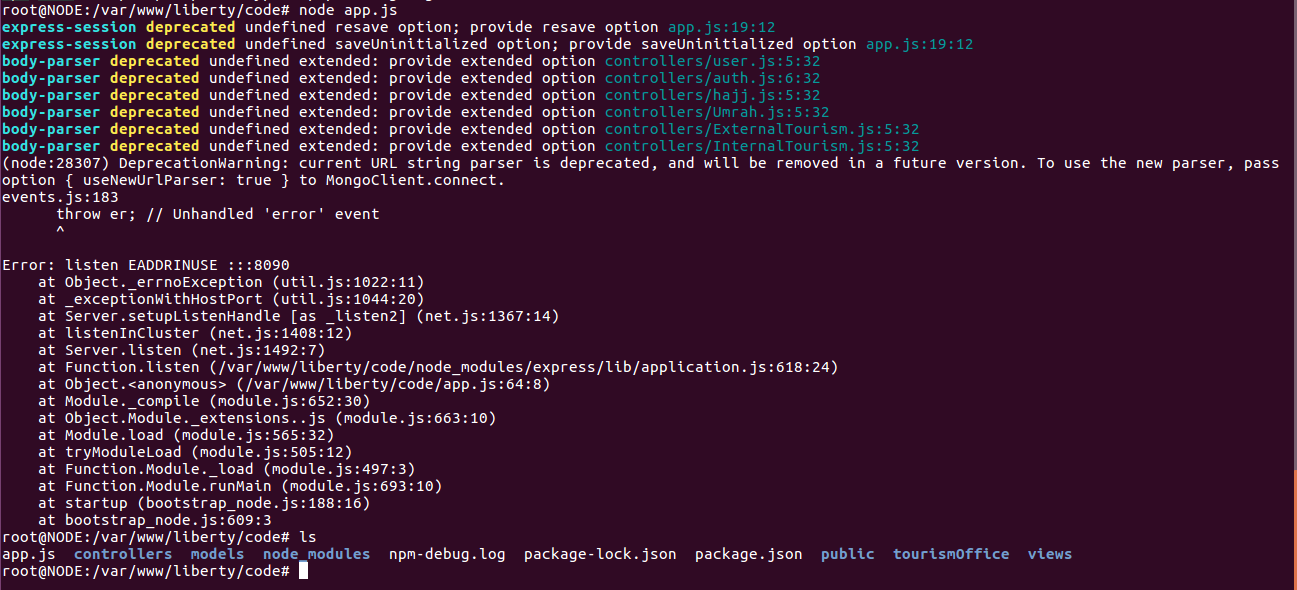 root@NODE:/var/www/liberty/code# node app.js
express-session deprecated undefined resave option; provide resave option app.js:19:12
express-session deprecated undefined saveUninitialized option; provide saveUninitialized option app.js:19:12
body-parser deprecated undefined extended: provide extended option controllers/user.js:5:32
body-parser deprecated undefined extended: provide extended option controllers/auth.js:6:32
body-parser deprecated undefined extended: provide extended option controllers/hajj.js:5:32
body-parser deprecated undefined extended: provide extended option controllers/Umrah.js:5:32
body-parser deprecated undefined extended: provide extended option controllers/ExternalTourism.js:5:32
body-parser deprecated undefined extended: provide extended option controllers/InternalTourism.js:5:32
(node:28307) DeprecationWarning: current URL string parser is deprecated, and will be removed in a future version. To use the new parser, pass
option { useNewUrlParser: true } to MongoClient.connect.
events.js:183
      throw er; // Unhandled 'error' event
      ^

Error: listen EADDRINUSE :::8090
    at Object._errnoException (util.js:1022:11)
    at _exceptionWithHostPort (util.js:1044:20)
    at Server.setupListenHandle [as _listen2] (net.js:1367:14)
    at listenInCluster (net.js:1408:12)
    at Server.listen (net.js:1492:7)
    at Function.listen (/var/www/liberty/code/node_modules/express/lib/application.js:618:24)
    at Object.<anonymous> (/var/www/liberty/code/app.js:64:8)
    at Module._compile (module.js:652:30)
    at Object.Module._extensions..js (module.js:663:10)
    at Module.load (module.js:565:32)
    at tryModuleLoad (module.js:505:12)
    at Function.Module._load (module.js:497:3)
    at Function.Module.runMain (module.js:693:10)
    at startup (bootstrap_node.js:188:16)
    at bootstrap_node.js:609:3
root@NODE:/var/www/liberty/code# ls
app.js  controllers  models  node_modules  npm-debug.log  package-lock.json  package.json  public  tourismOffice  views
root@NODE:/var/www/liberty/code#